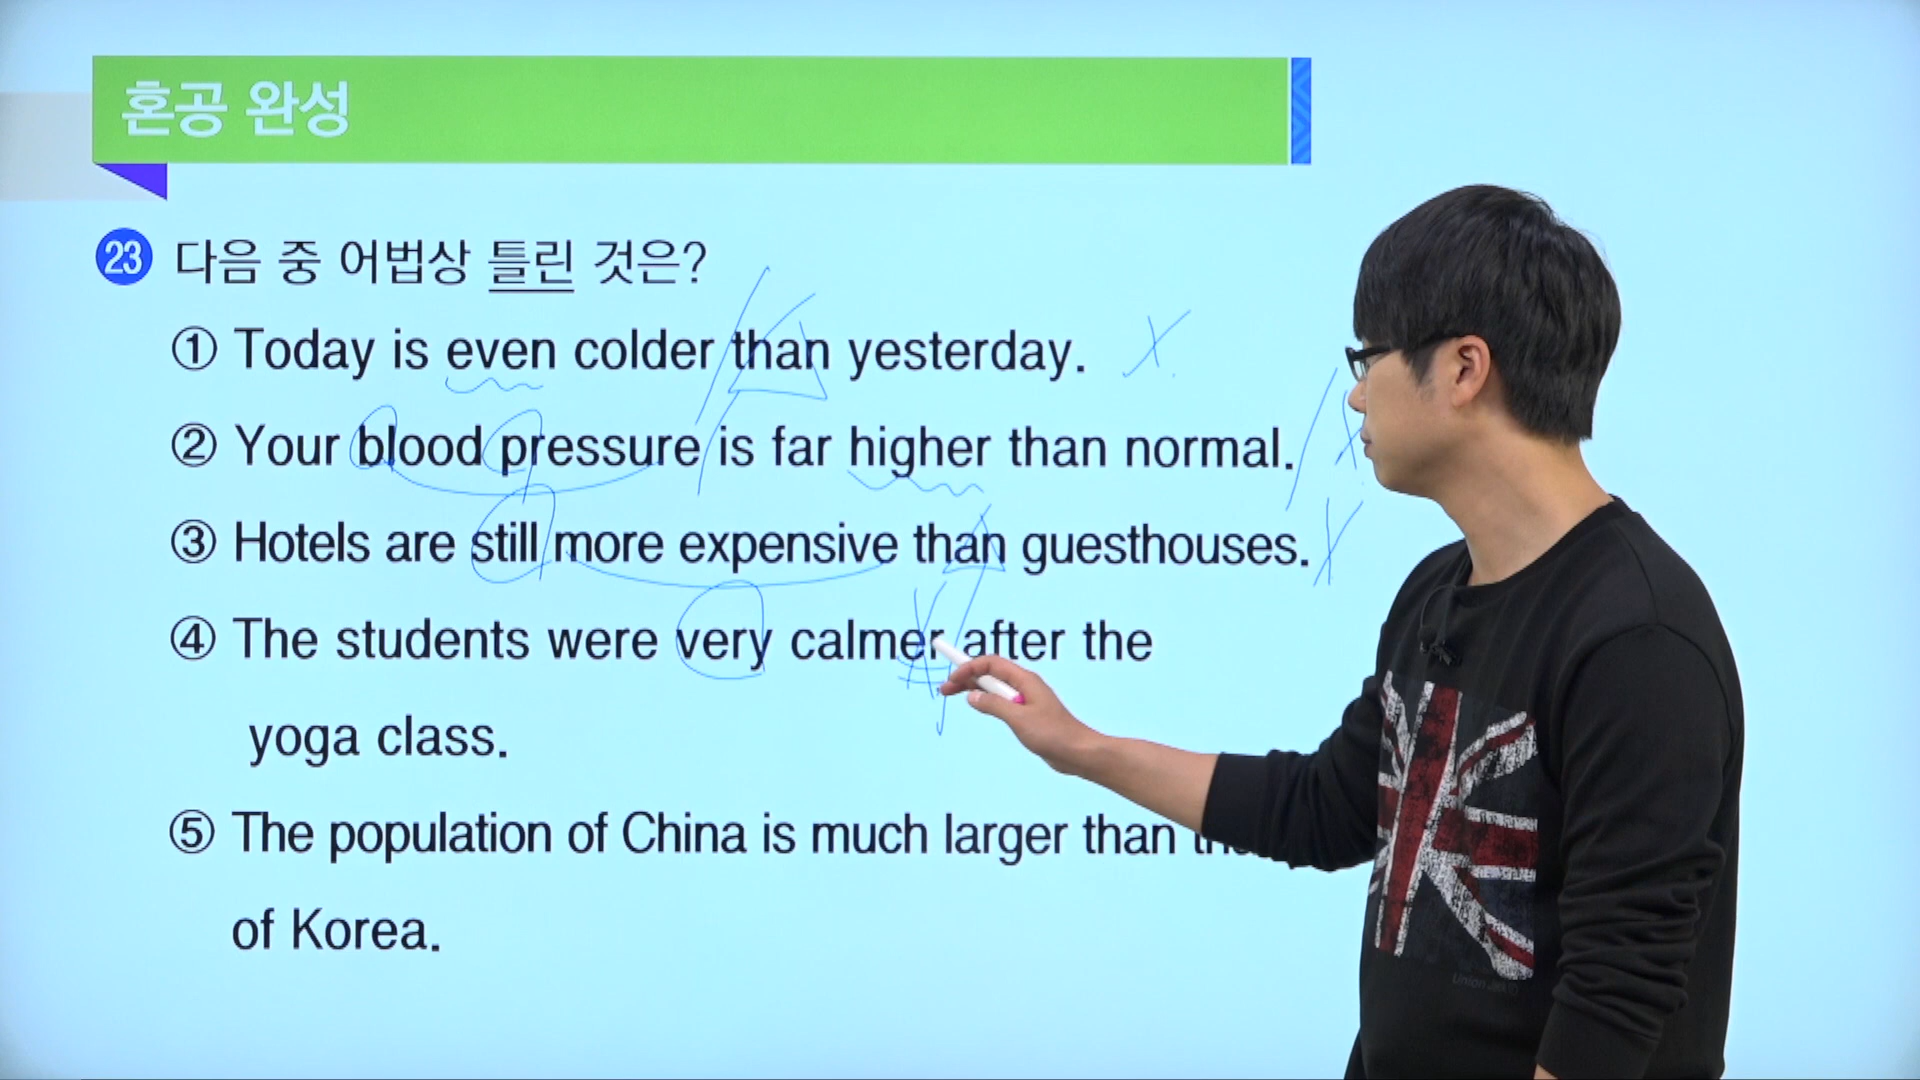 혼공 완성
23 다음 중 어법상 틀린 것은?
① Today is even colder than yesterday.
② Your blood pressure is far higher than normal.
③ Hotels are still more expensive than guesthouses.
④ The students were very calmer after the
yoga class.
⑤ The population of China is much larger than
of Korea.
Union Jack